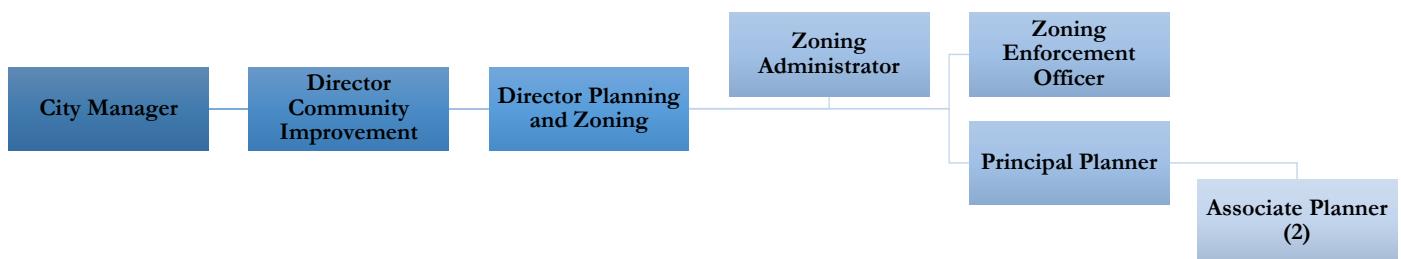 City Manager
Director
Community
Improvement
Director Planning
and Zoning
Zoning
Administrator
Zoning
Enforcement
Officer
Principal Planner
Associate Planner
(2)